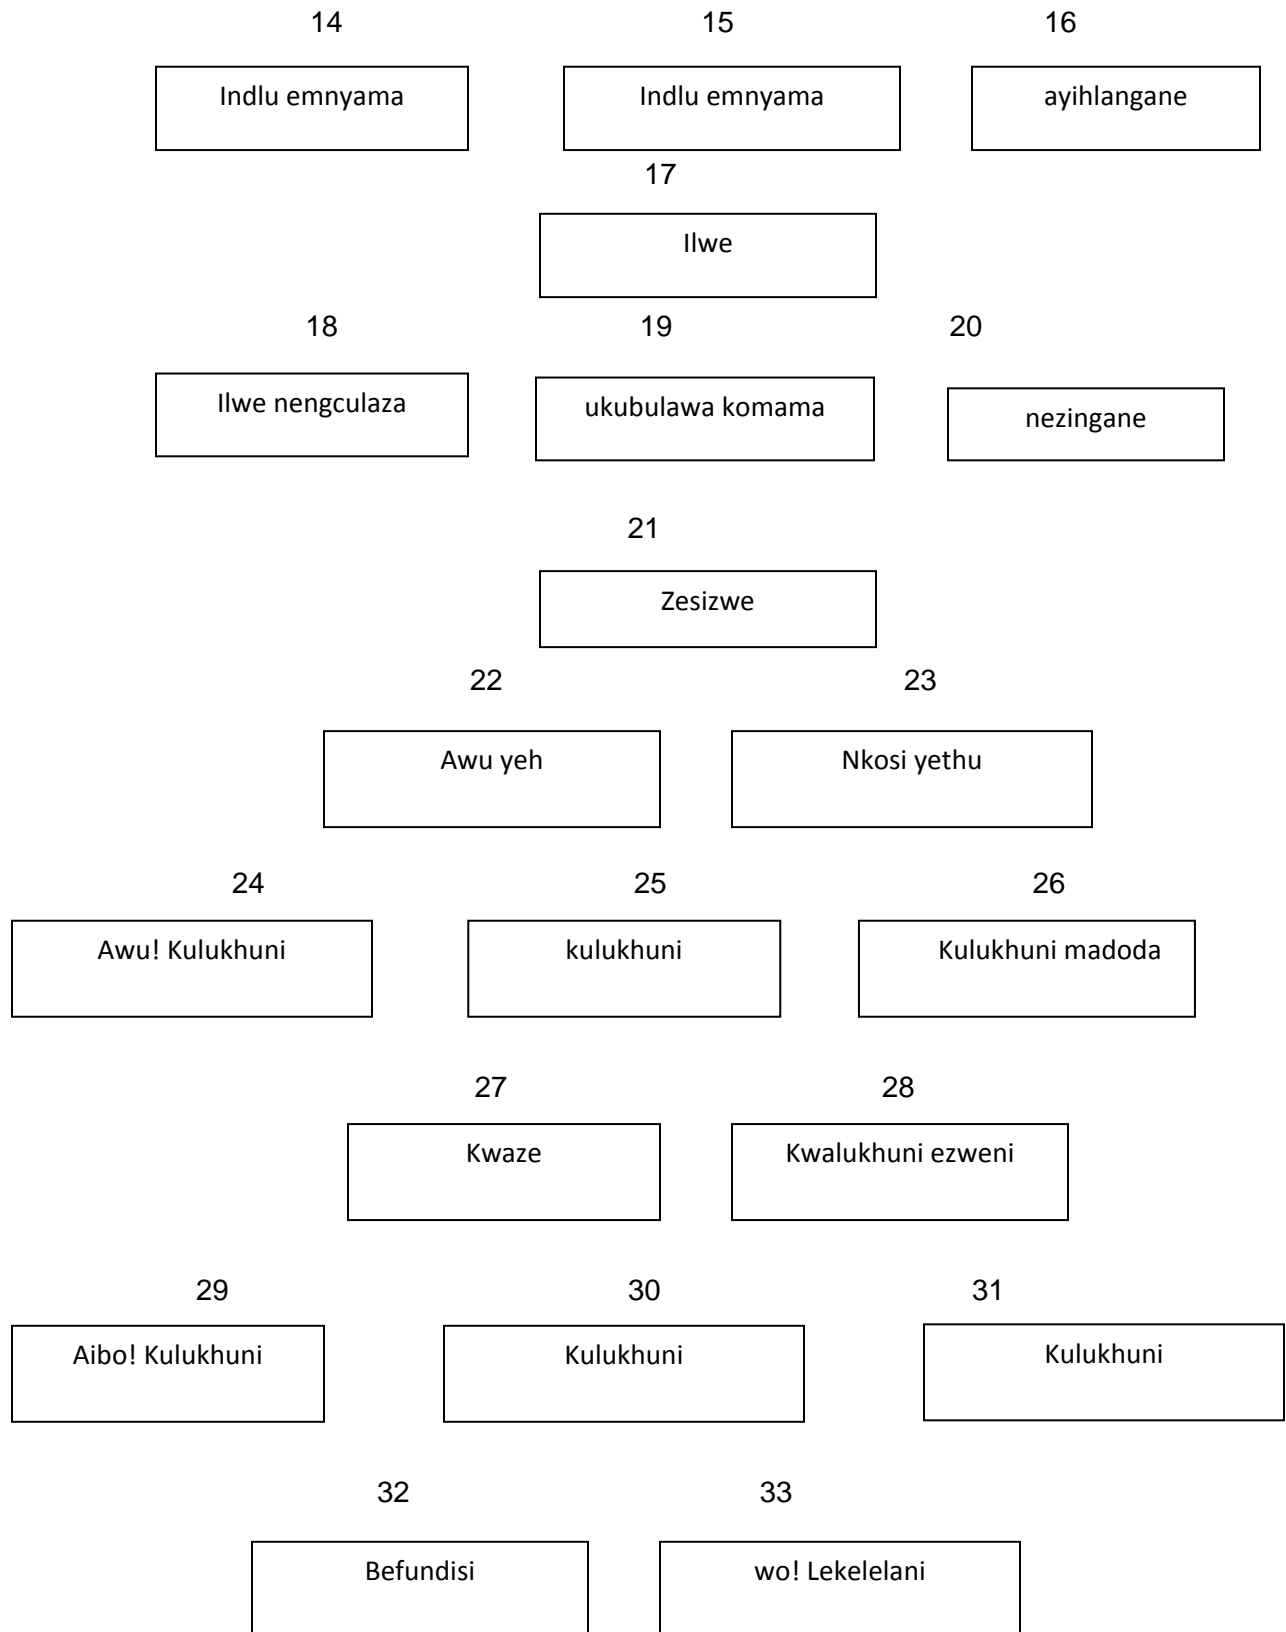 14 15 16
Indlu emnyama Indlu emnyama ayihlangane
17
Ilwe
18 19 20
Ilwe nengculaza ukubulawa komama nezingane
21
Zesizwe
22 23
Awu yeh Nkosi yethu
24 25 26
Awu! Kulukhuni kulukhuni Kulukhuni madoda
27 28
Kwaze Kwalukhuni ezweni
29 30 31
Aibo! Kulukhuni Kulukhuni Kulukhuni
32 33
Befundisi wo! Lekelelani